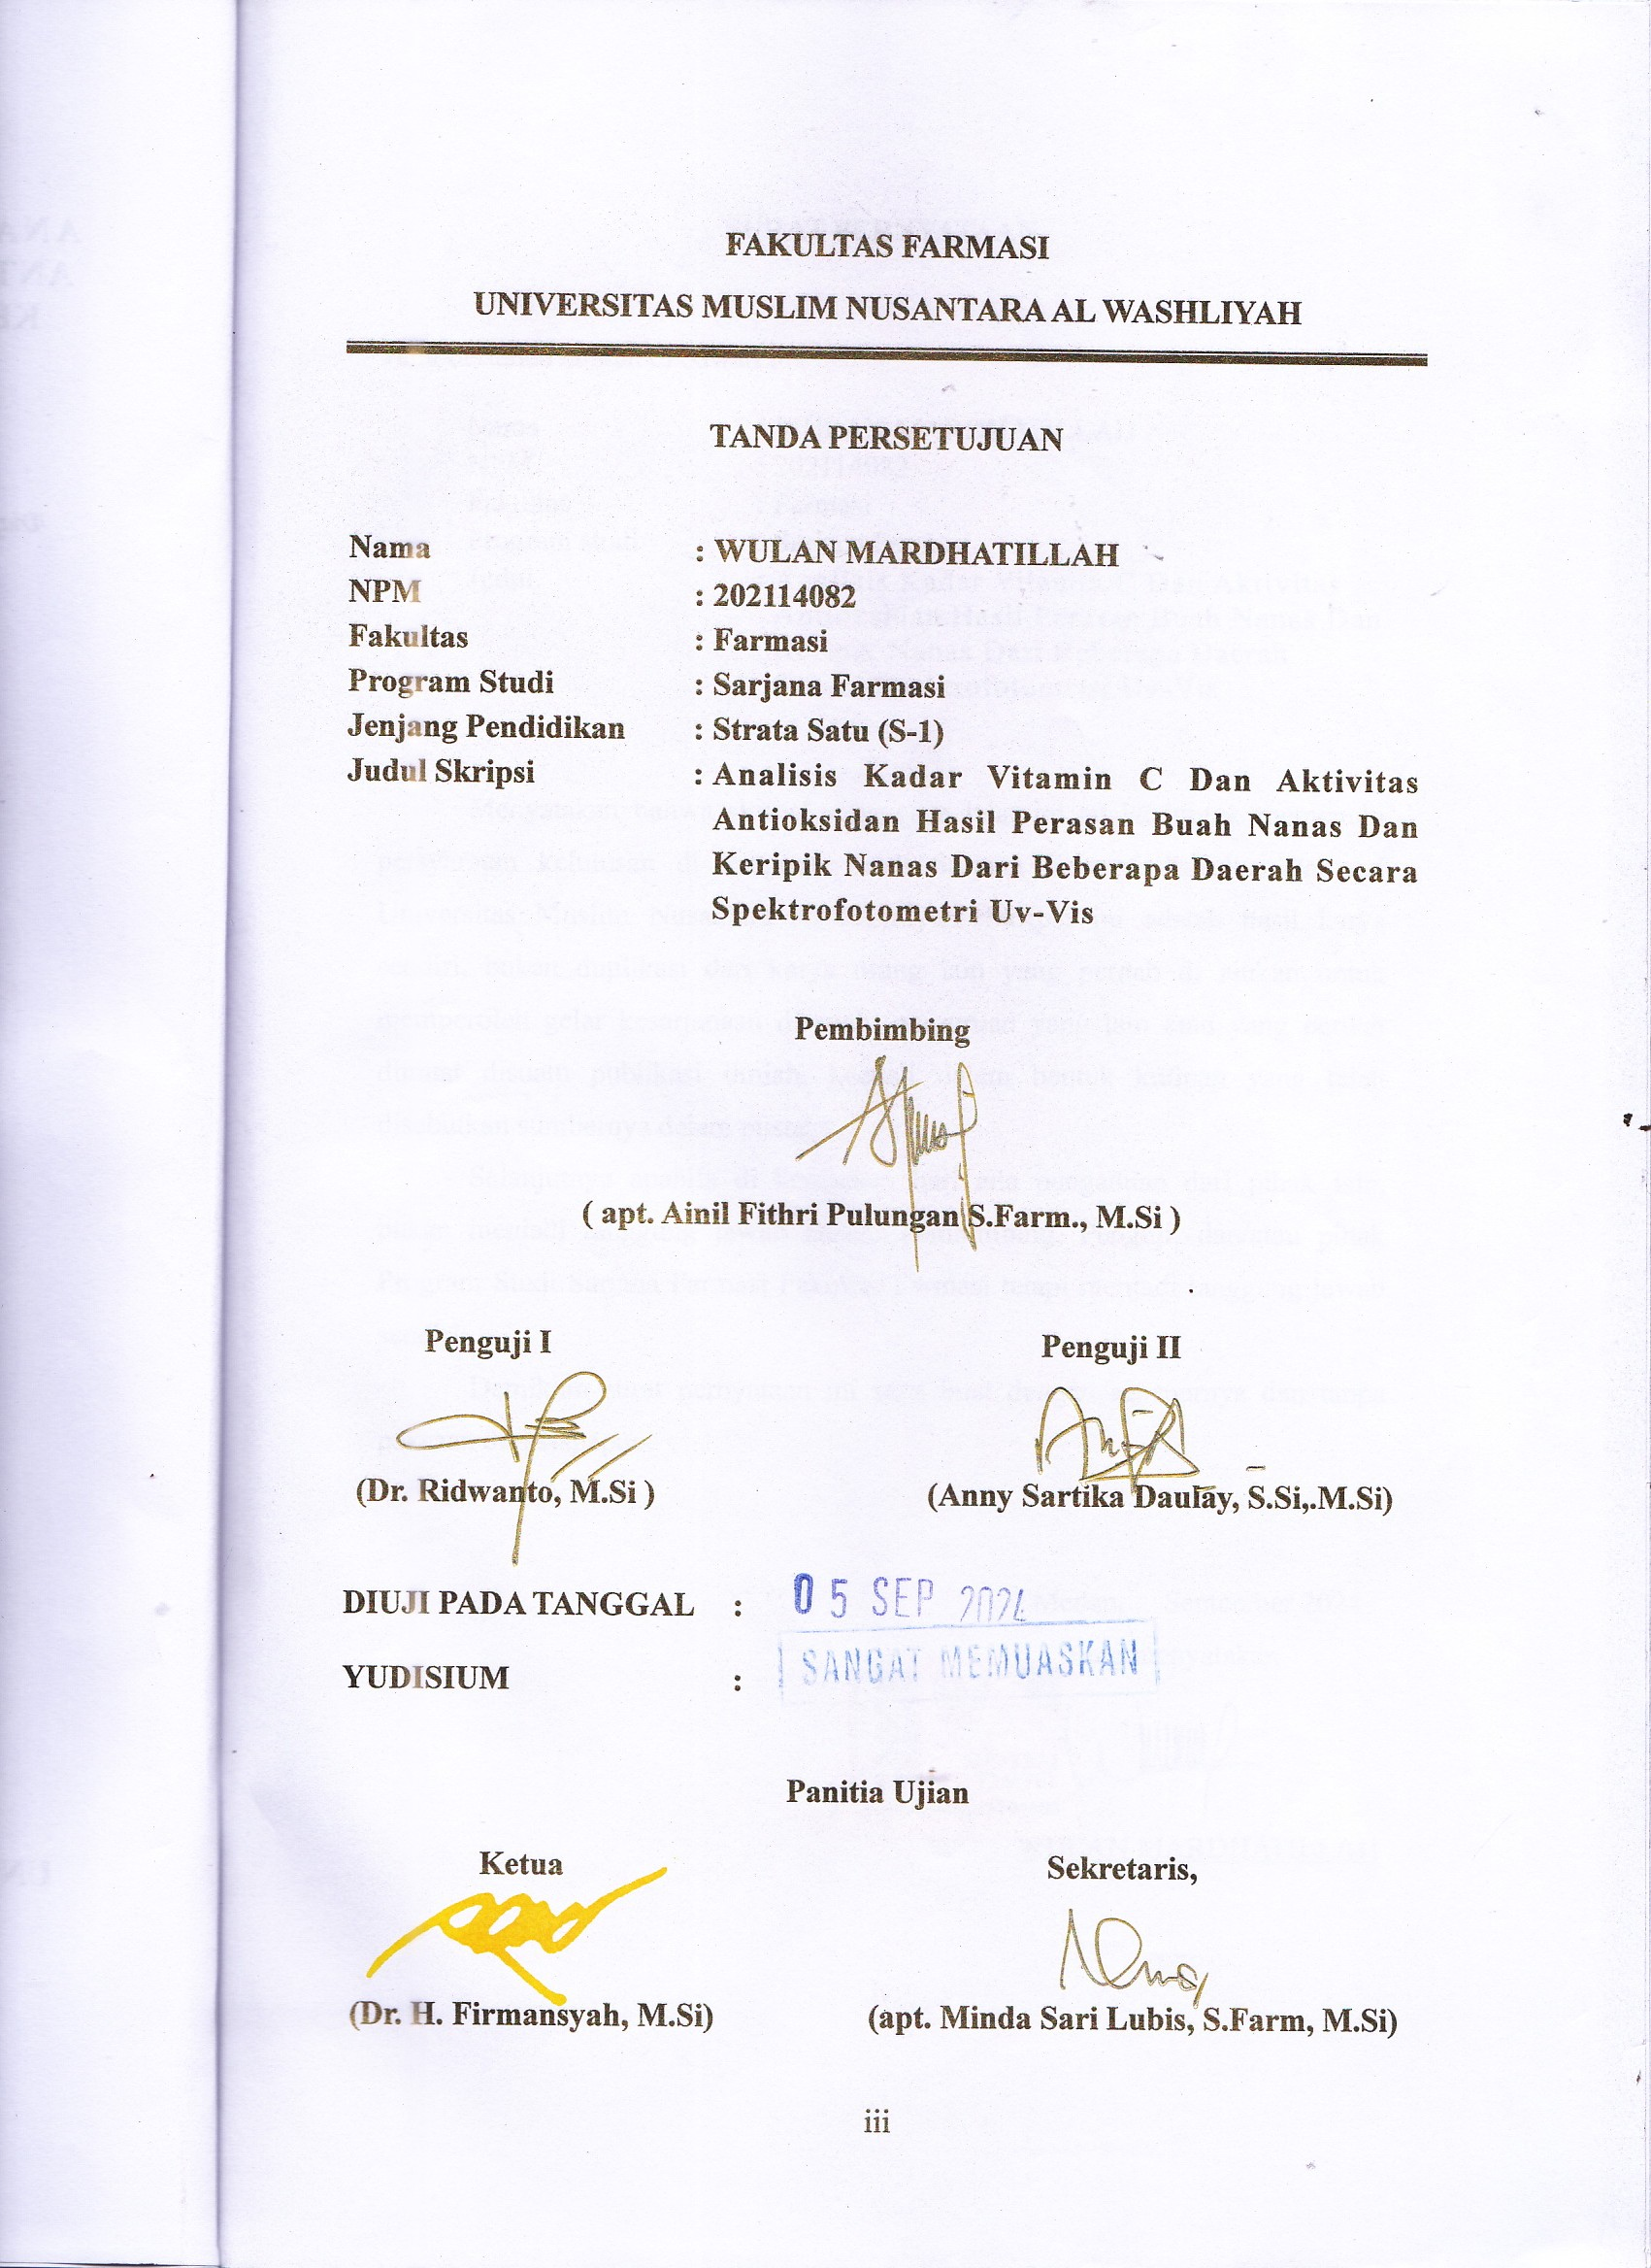 FAKULTAS FARMASI
UNIVERSITAS MUSLIM NUSANTARA AL WASHLIYAH
TANDA PERSETUJUAN
Nama : WULAN MARDHATILLAH
NPM : 202114082
Fakultas : Farmasi
Program Studi : Sarjana Farmasi
Jenjang Pendidikan : Strata Satu (S-1)
Judul Skripsi : Analisis Kadar Vitamin C Dan Aktivitas
Antioksidan Hasil Perasan Buah Nanas Dan
Keripik Nanas Dari Beberapa Daerah Secara
Spektrofotometri Uv-Vis
Pembimbing
( apt. Ainil Fithri Pulungan S.Farm., M.Si )
Penguji I Penguji II
(Dr. Ridwanto, M.Si ) (Anny Sartika Daulay, S.Si,.M.Si)
DIUJI PADA TANGGAL : 05 SEP 2024
YUDISIUM : SANGAT MEMUASKAN
Panitia Ujian
Ketua Sekretaris,
(Dr. H. Firmansyah, M.Si) (apt. Minda Sari Lubis, S.Farm, M.Si)
iii